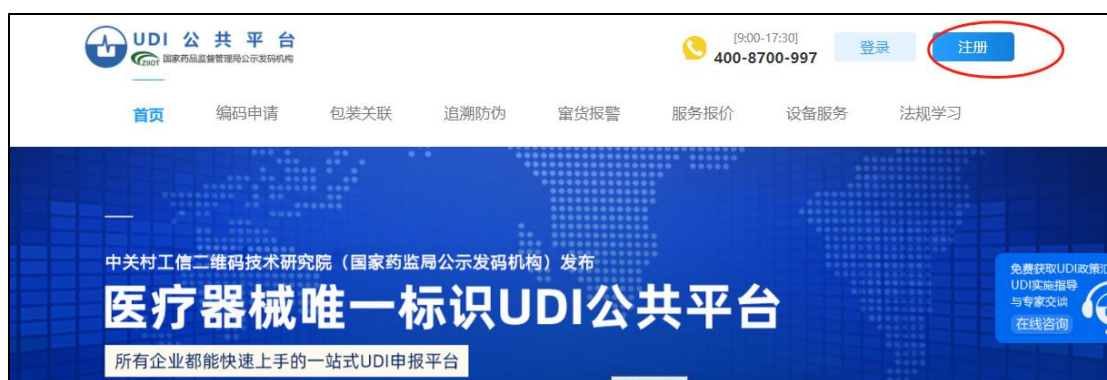 UDI 公共平台
ZIIOT 国家药品监督管理局公示发码机构
[9:00-17:30]
400-8700-997
登录
注册
首页 编码申请 包装关联 追溯防伪 窜货报警 服务报价 设备服务 法规学习
中关村工信二维码技术研究院（国家药监局公示发码机构）发布
医疗器械唯一标识UDI公共平台
所有企业都能快速上手的一站式UDI申报平台
免费获取UDI政策汇
UDI实施指导
与专家交谈
在线咨询